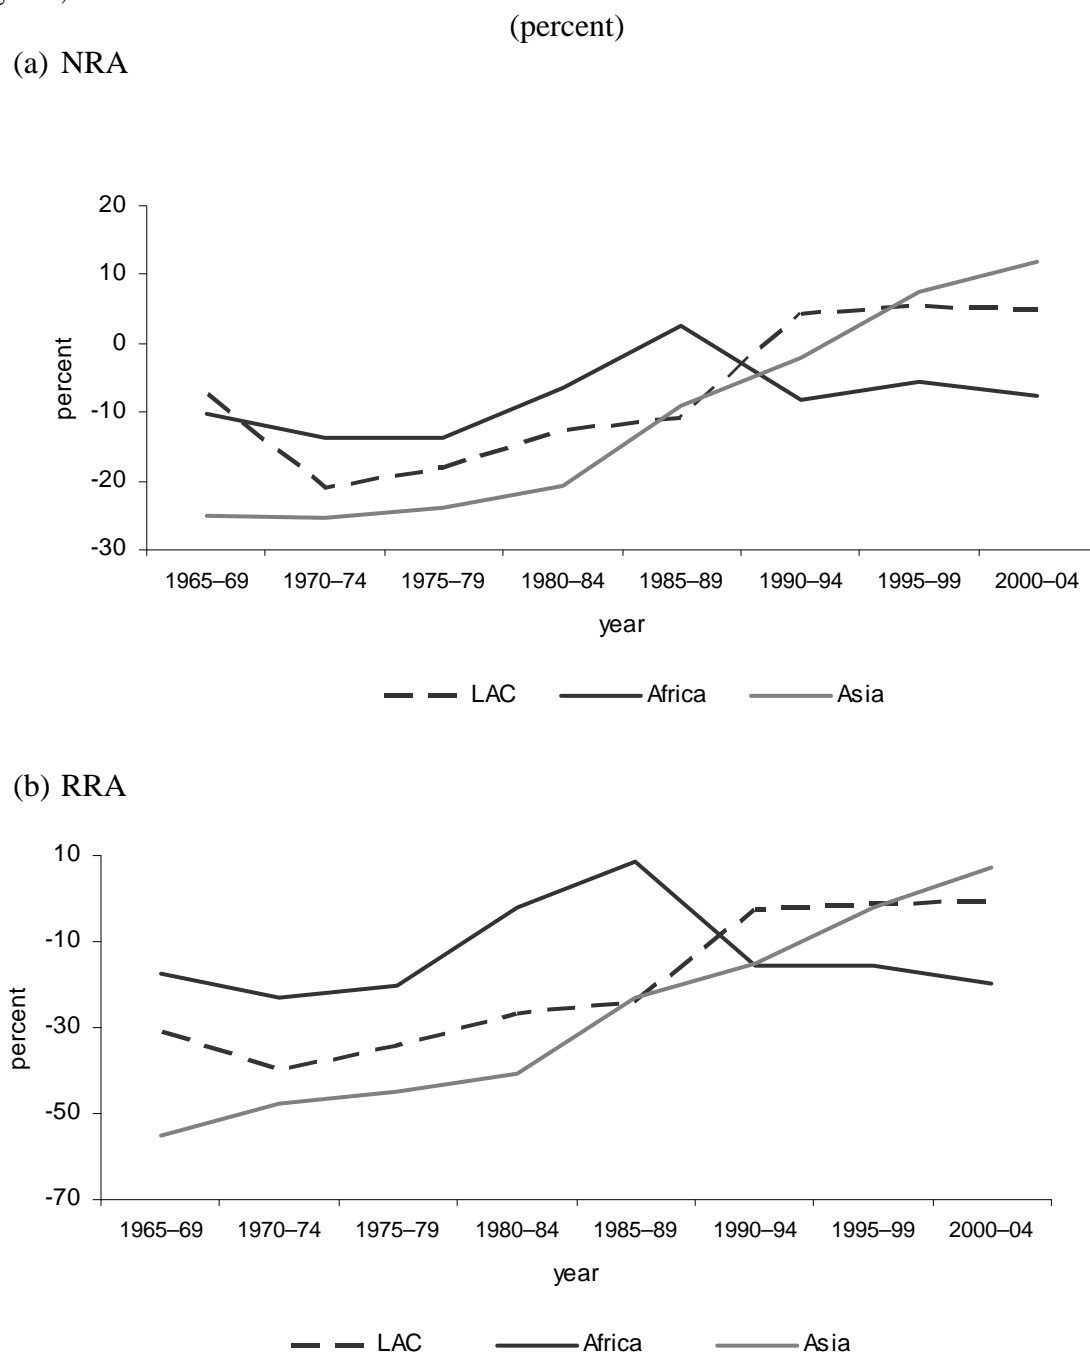 (percent)
(a) NRA
20
10
0
-10
-20
-30
percent
1965–69 1970–74 1975–79 1980–84 1985–89 1990–94 1995–99 2000–04
year
LAC Africa Asia
(b) RRA
10
-10
-30
-50
-70
percent
1965–69 1970–74 1975–79 1980–84 1985–89 1990–94 1995–99 2000–04
year
LAC Africa Asia